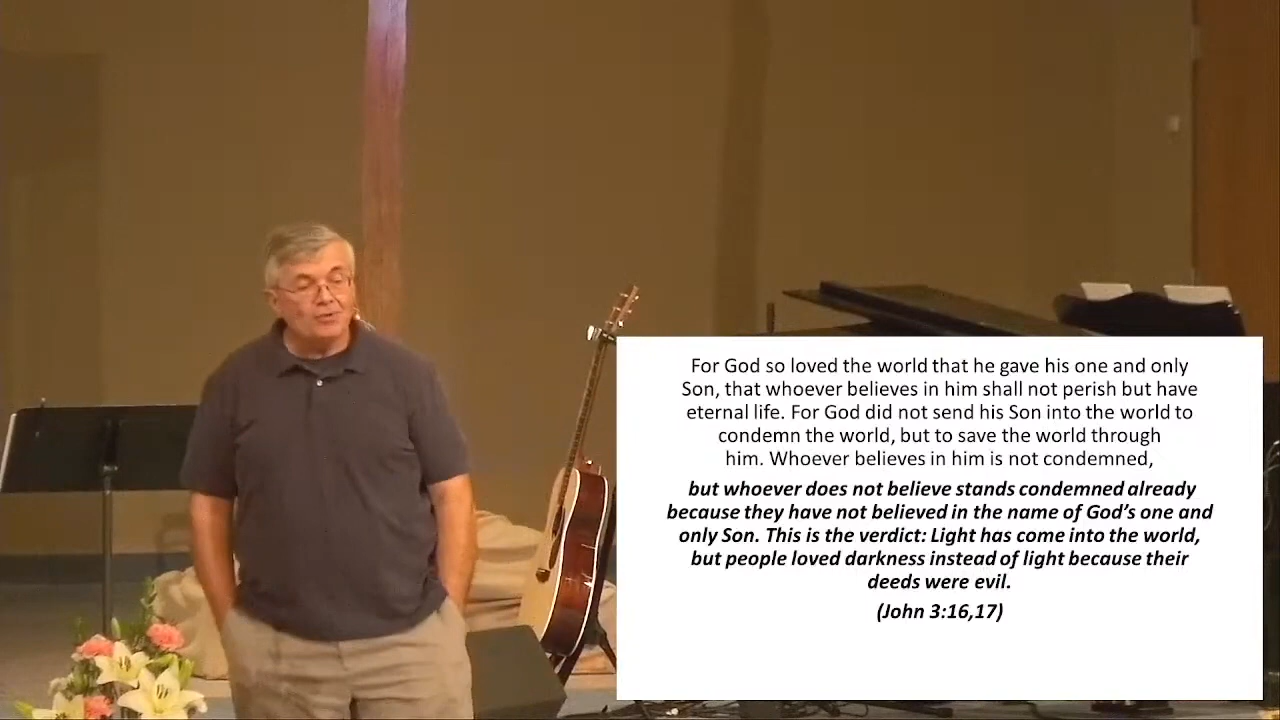 For God so loved the world that he gave his one and only
Son, that whoever believes in him shall not perish but have
eternal life. For God did not send his Son into the world to
condemn the world, but to save the world through
him. Whoever believes in him is not condemned,
but whoever does not believe stands condemned already
because they have not believed in the name of God’s one and
only Son. This is the verdict: Light has come into the world,
but people loved darkness instead of light because their
deeds were evil.
(John 3:16,17)